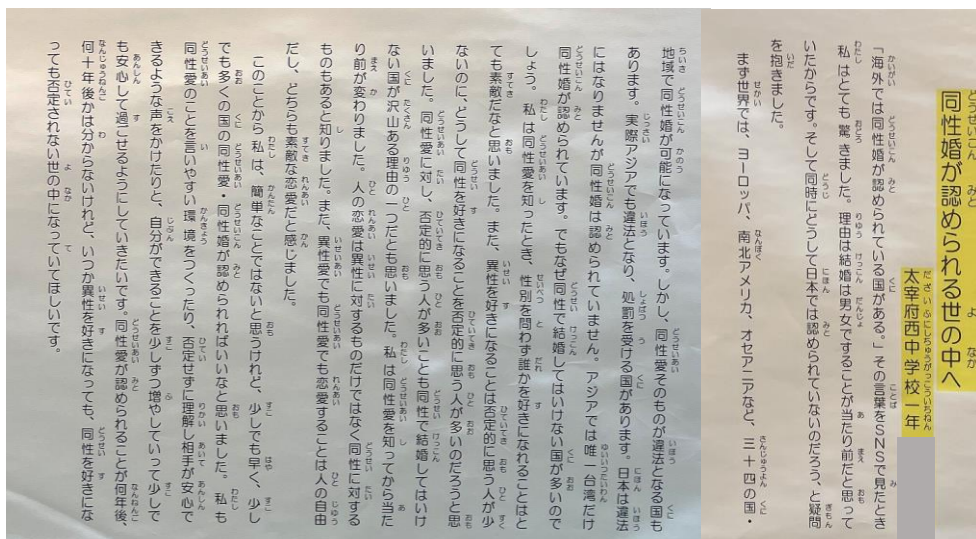 同性婚が認められる世の中へ
太宰府西中学校一年
「海外では同性婚が認められている国がある。」その言葉をSNSで見たとき
私はとても驚きました。理由は結婚は男女ですることが当たり前だと思って
いたからです。そして同時にどうして日本では認められていないのだろう、と疑問
を抱きました。
まず世界では、ヨーロッパ、南北アメリカ、オセアニアなど、三十四の国・
地域で同性婚が可能になっています。しかし、同性愛そのものが違法となる国も
あります。実際アジアでも違法となり、処罰を受ける国があります。日本は違法
にはなりませんが同性婚は認められていません。アジアでは唯一台湾だけ
同性婚が認められています。でもなぜ同性で結婚してはいけない国が多いので
しょう。私は同性愛を知ったとき、性別を問わず誰かを好きになれることはと
ても素敵だなと思いました。また、異性を好きになることは否定的に思う人が少
ないのに、どうして同性を好きになることを否定的に思う人が多いのだろうと思
いました。同性愛に対し、否定的に思う人が多いことも同性で結婚してはいけ
ない国が沢山ある理由の一つだとも思いました。私は同性愛を知ってから当た
り前が変わりました。人の恋愛は異性に対するものだけではなく同性に対する
ものもあると知りました。また、異性愛でも同性愛でも恋愛することは人の自由
だし、どちらも素敵な恋愛だと感じました。
このことから私は、簡単なことではないと思うけれど、少しでも早く、少し
でも多くの国の同性愛・同性婚が認められればいいなと思いました。私も
同性愛のことを言いやすい環境をつくったり、否定せずに理解し相手が安心で
きるような声をかけたりと、自分ができることを少しずつ増やしていって少しで
も安心して過ごせるようにしていきたいです。同性愛が認められることが何年後、
何十年後かは分からないけれど、いつか異性を好きになっても、同性を好きにな
っても否定されない世の中になっていてほしいです。